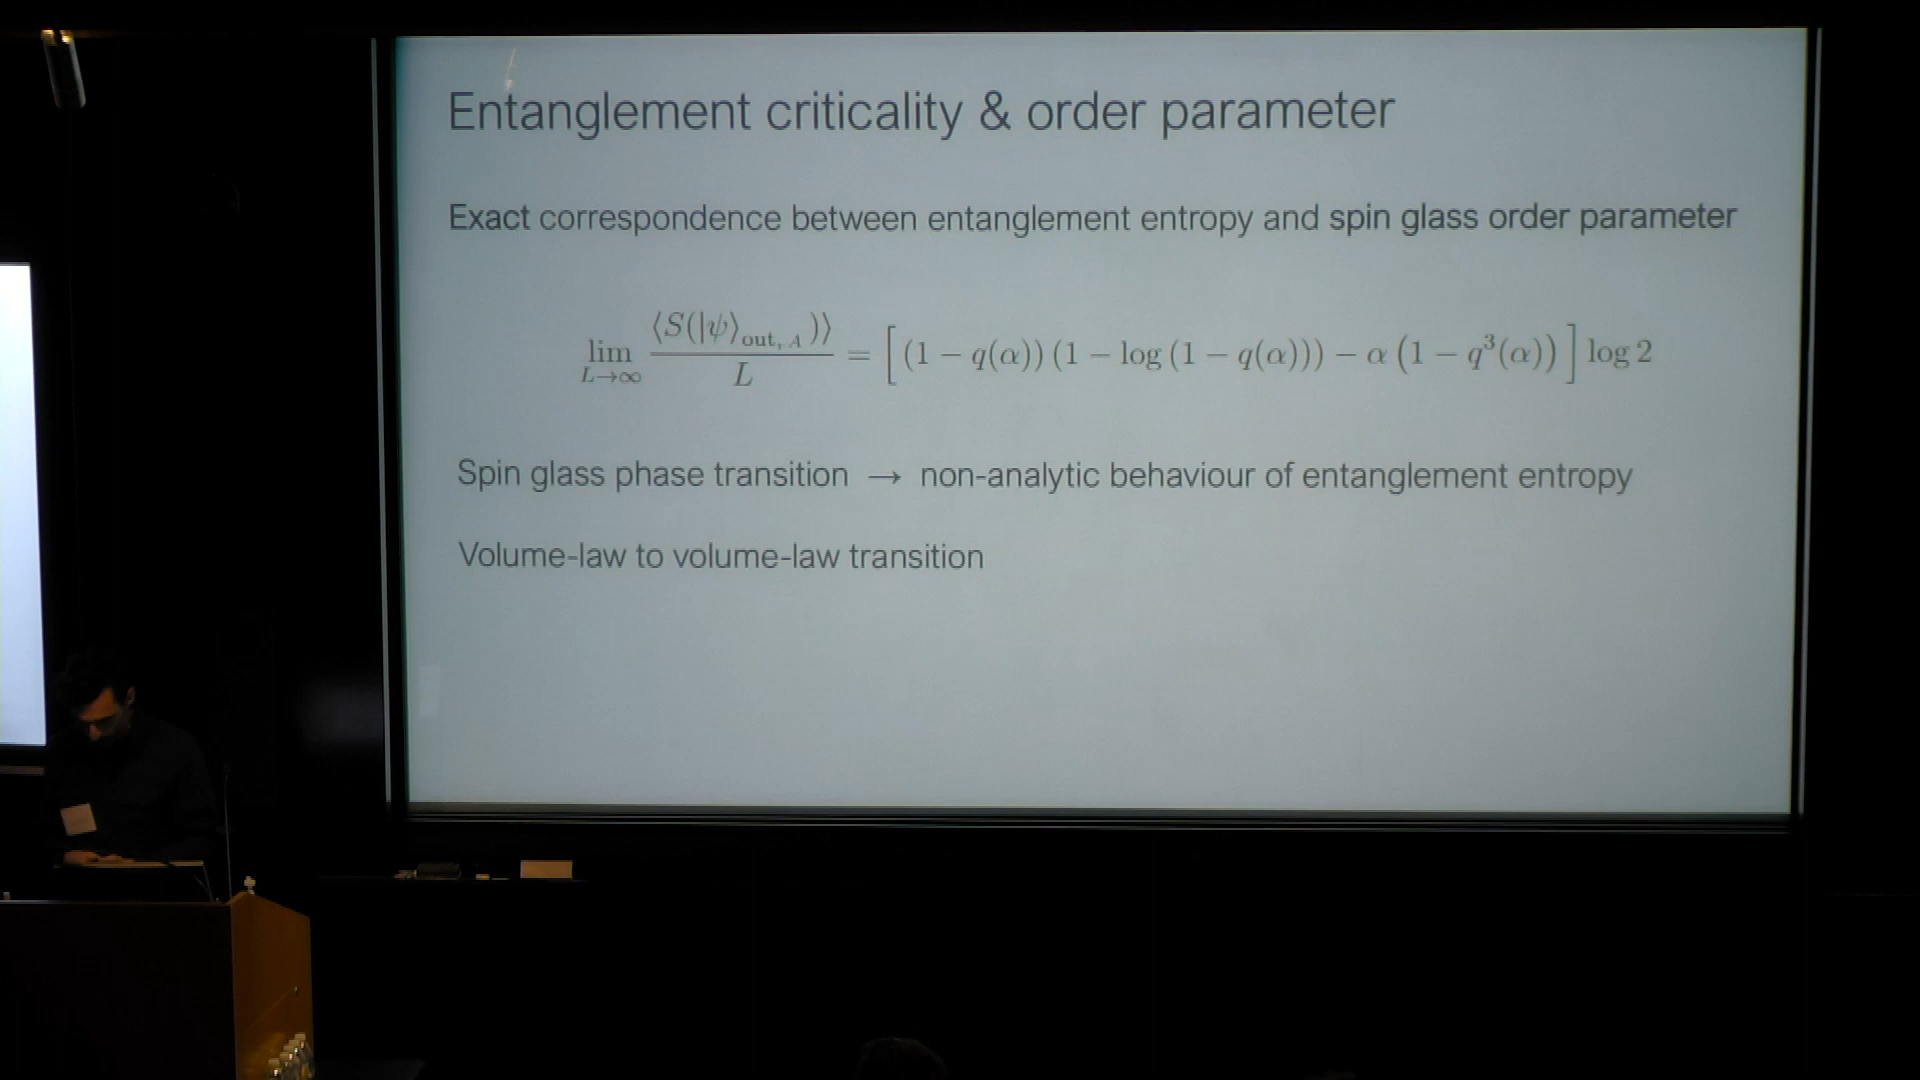 Entanglement criticality & order parameter
Exact correspondence between entanglement entropy and spin glass order parameter
lim_{L→∞} ⟨S(|ψ⟩_{out, A})⟩ / L = [(1 − q(α)) (1 − log (1 − q(α))) − α (1 − q³(α))] log 2
Spin glass phase transition → non-analytic behaviour of entanglement entropy
Volume-law to volume-law transition